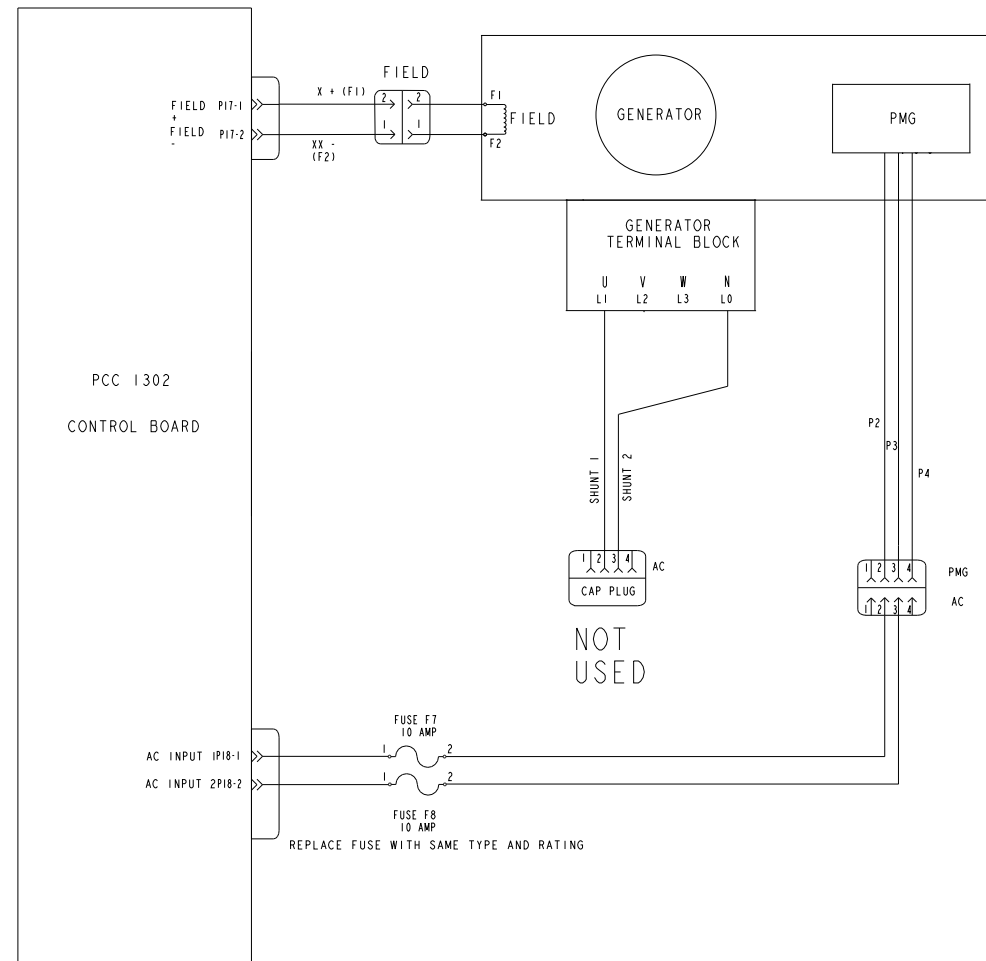 FIELD
X + (F1)
FIELD P17-1
+
FIELD P17-2
-
XX -
(F2)
2 2
1 1
F1
FIELD
F2
GENERATOR
PMG
GENERATOR
TERMINAL BLOCK
U V W N
L1 L2 L3 L0
PCC 1302
CONTROL BOARD
P2
P3
P4
SHUNT 1
SHUNT 2
1 2 3 4
AC
CAP PLUG
NOT
USED
1 2 3 4
PMG
1 2 3 4
AC
FUSE F7
10 AMP
AC INPUT 1P18-1
1 2
AC INPUT 2P18-2
1 2
FUSE F8
10 AMP
REPLACE FUSE WITH SAME TYPE AND RATING